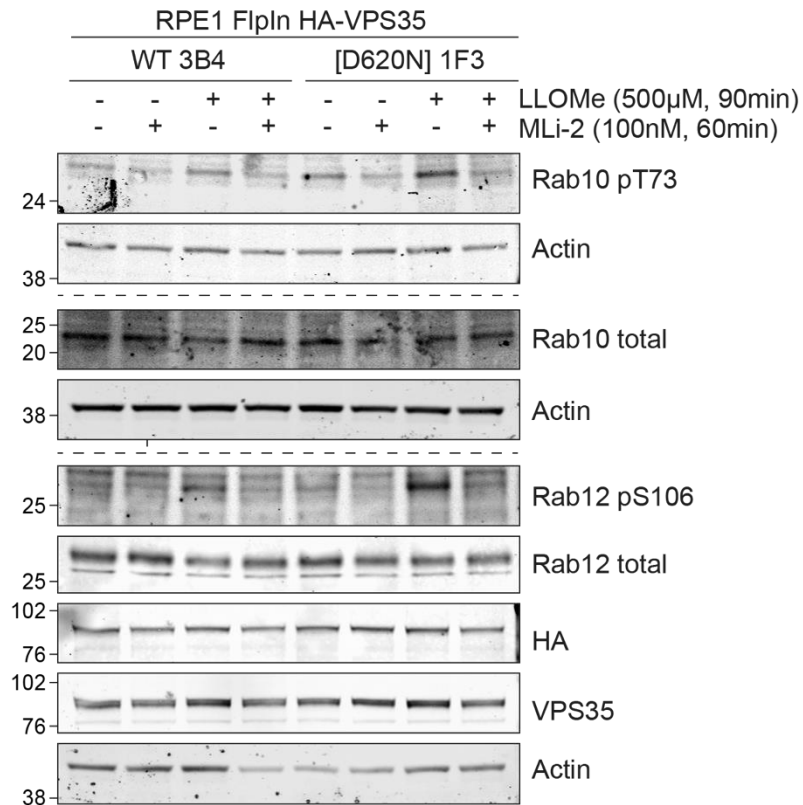 RPE1 FlpIn HA-VPS35
WT 3B4 [D620N] 1F3
- - + + - - + + LLOMe (500µM, 90min)
- + - + - + - + MLi-2 (100nM, 60min)
Rab10 pT73
24
Actin
38
25
Rab10 total
20
Actin
38
Rab12 pS106
25
Rab12 total
25
102
HA
76
102
VPS35
76
Actin
38